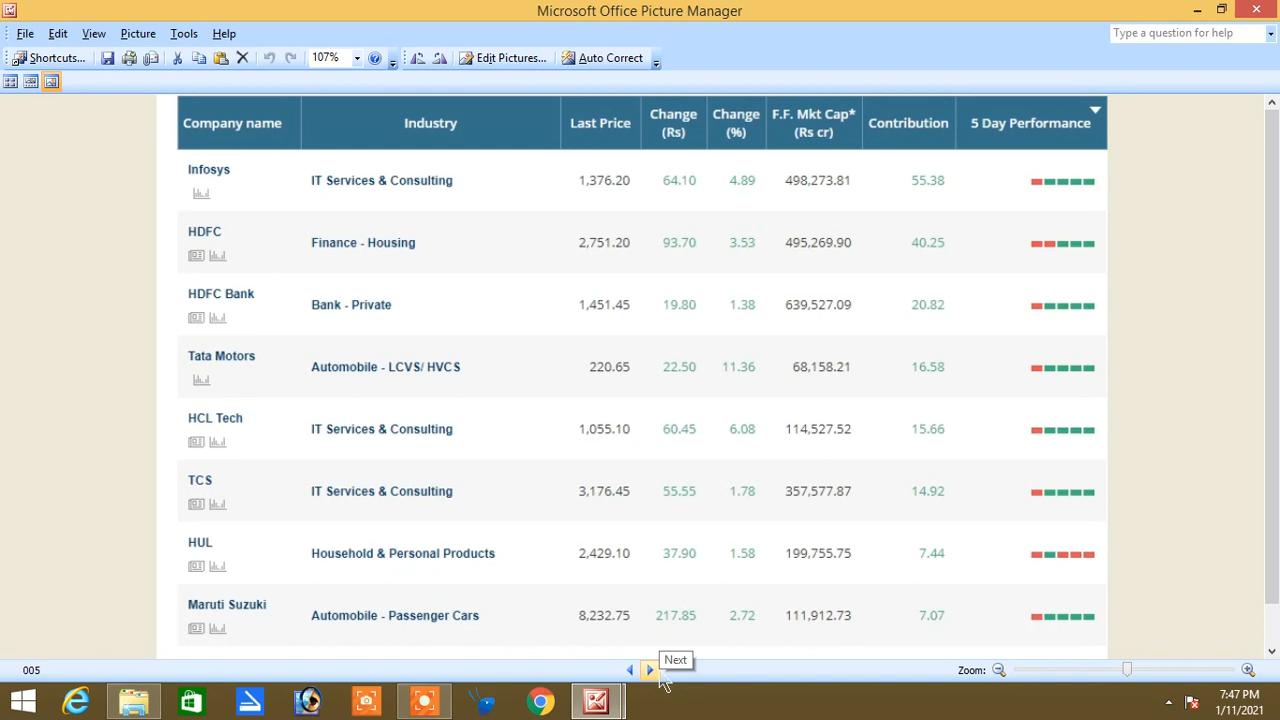 Microsoft Office Picture Manager
File Edit View Picture Tools Help
Type a question for help
Shortcuts... 107% Edit Pictures... Auto Correct
Company name Industry Last Price Change (Rs) Change (%) F.F. Mkt Cap* (Rs cr) Contribution 5 Day Performance
Infosys IT Services & Consulting 1,376.20 64.10 4.89 498,273.81 55.38
HDFC Finance - Housing 2,751.20 93.70 3.53 495,269.90 40.25
HDFC Bank Bank - Private 1,451.45 19.80 1.38 639,527.09 20.82
Tata Motors Automobile - LCVS/ HVCS 220.65 22.50 11.36 68,158.21 16.58
HCL Tech IT Services & Consulting 1,055.10 60.45 6.08 114,527.52 15.66
TCS IT Services & Consulting 3,176.45 55.55 1.78 357,577.87 14.92
HUL Household & Personal Products 2,429.10 37.90 1.58 199,755.75 7.44
Maruti Suzuki Automobile - Passenger Cars 8,232.75 217.85 2.72 111,912.73 7.07
Next
005 Zoom:
7:47 PM
1/11/2021